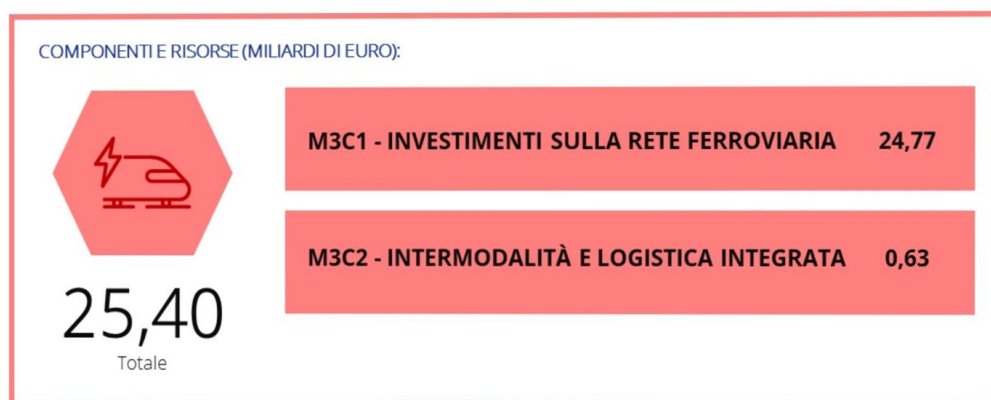 COMPONENTI E RISORSE (MILIARDI DI EURO):
M3C1 - INVESTIMENTI SULLA RETE FERROVIARIA 24,77
M3C2 - INTERMODALITÀ E LOGISTICA INTEGRATA 0,63
25,40
Totale